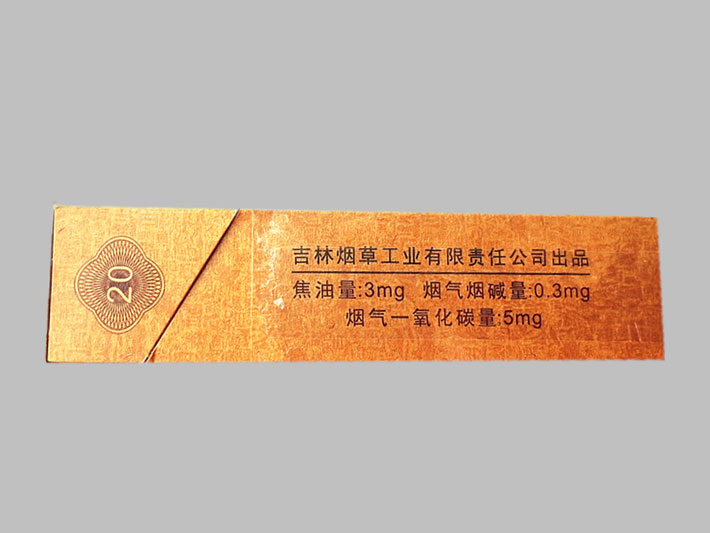 20
吉林烟草工业有限责任公司出品
焦油量:3mg 烟气烟碱量:0.3mg
烟气一氧化碳量:5mg